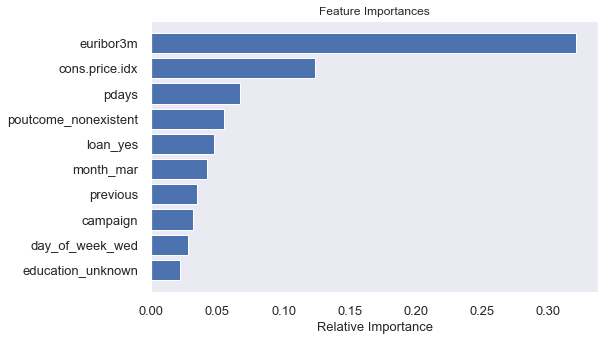 Feature Importances
euribor3m
cons.price.idx
pdays
poutcome_nonexistent
loan_yes
month_mar
previous
campaign
day_of_week_wed
education_unknown
0.00 0.05 0.10 0.15 0.20 0.25 0.30
Relative Importance